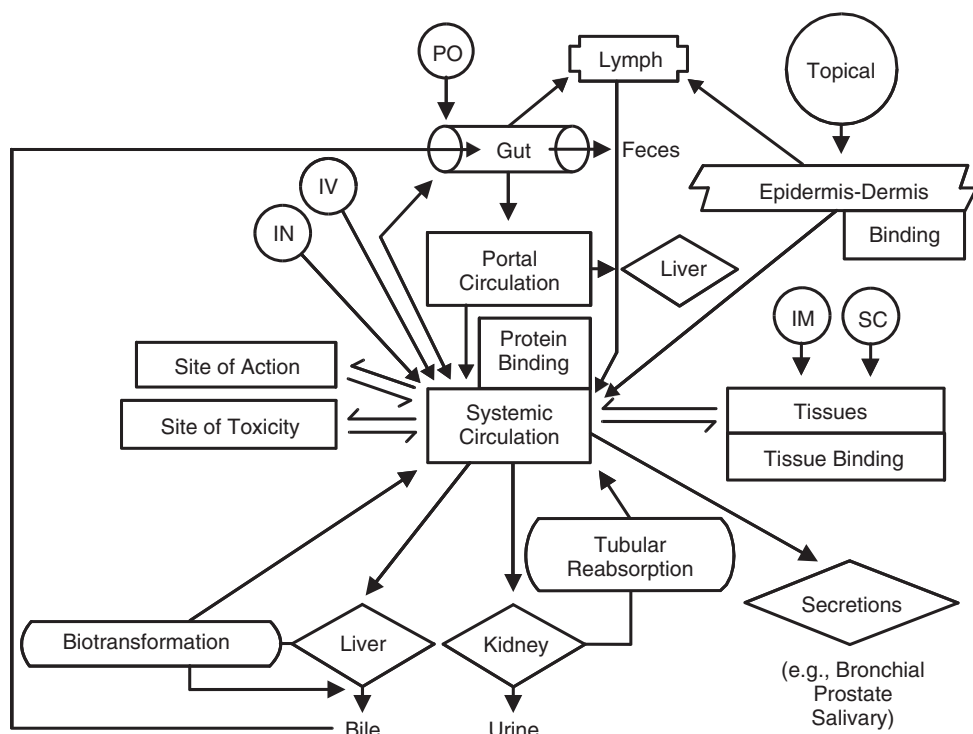 PO
Lymph
Topical
Gut
Feces
IV
Epidermis-Dermis
IN
Binding
Portal
Circulation
Liver
IM
SC
Protein
Binding
Site of Action
Tissues
Systemic
Circulation
Site of Toxicity
Tissue Binding
Tubular
Reabsorption
Secretions
Biotransformation
Liver
Kidney
(e.g., Bronchial
Prostate
Salivary)
Bile
Urine